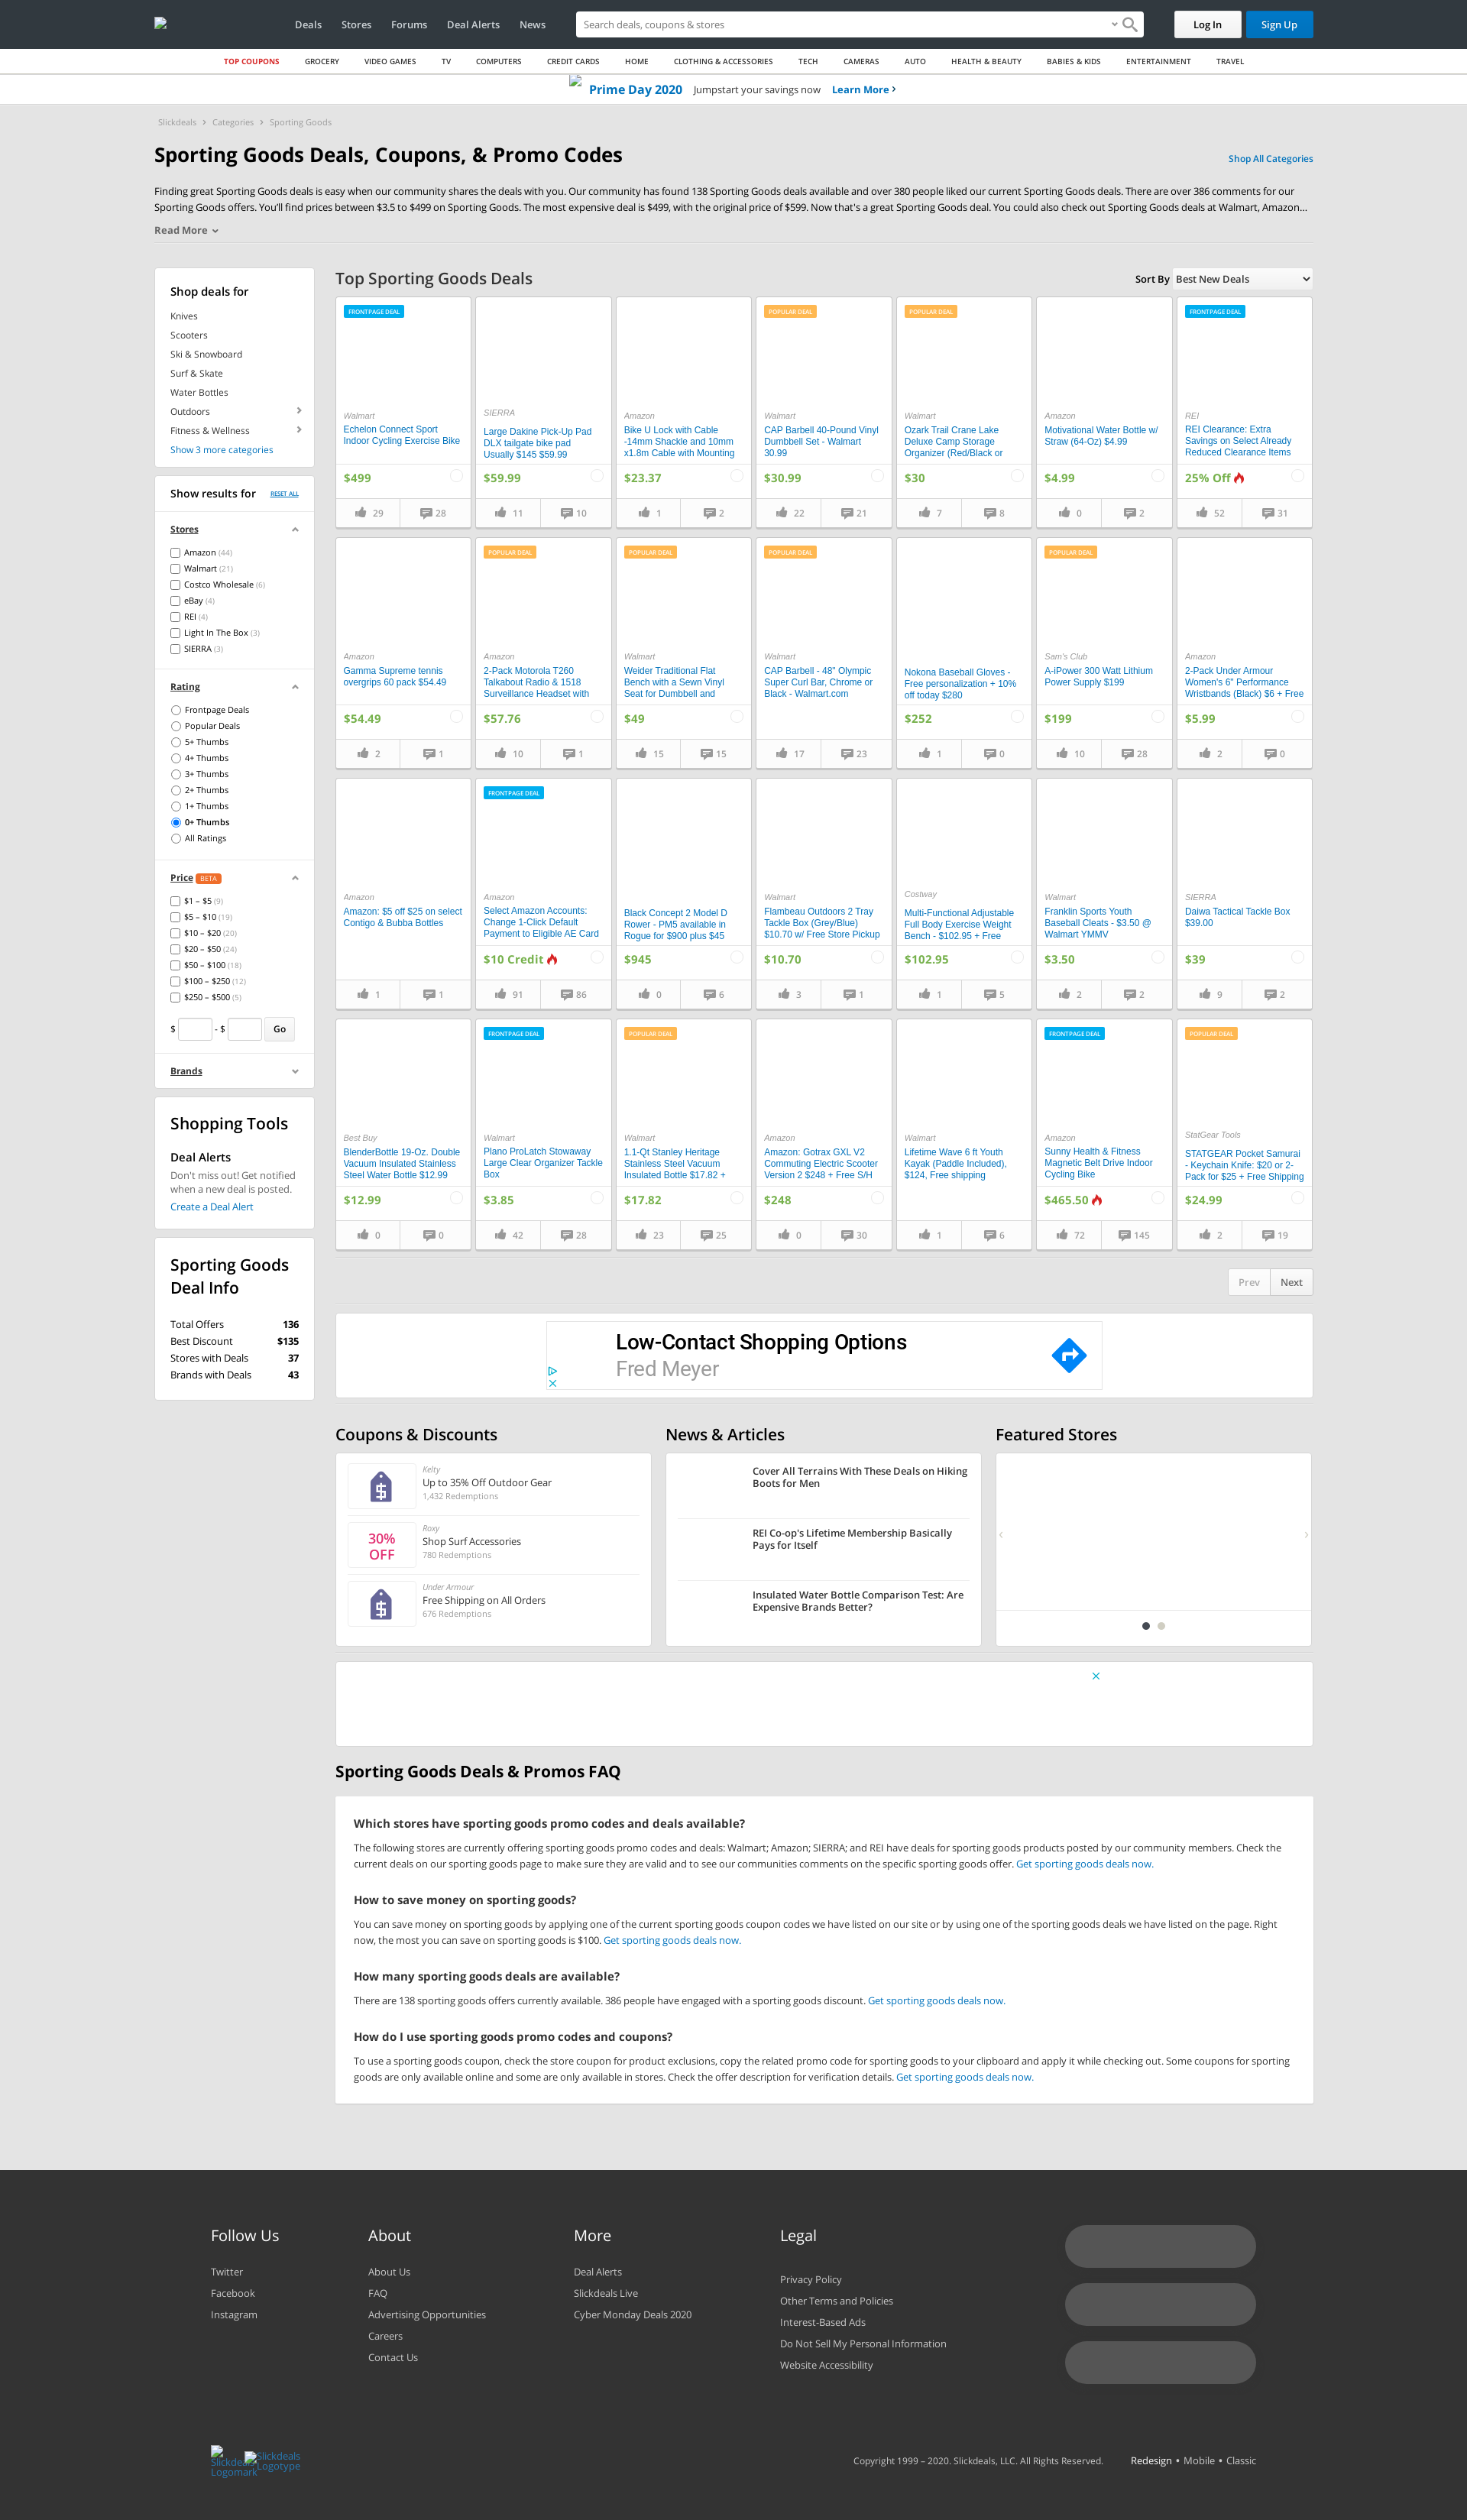 Deals Stores Forums Deal Alerts News
Search deals, coupons & stores
Log In Sign Up
TOP COUPONS GROCERY VIDEO GAMES TV COMPUTERS CREDIT CARDS HOME CLOTHING & ACCESSORIES TECH CAMERAS AUTO HEALTH & BEAUTY BABIES & KIDS ENTERTAINMENT TRAVEL
Prime Day 2020 Jumpstart your savings now Learn More
Slickdeals Categories Sporting Goods
Sporting Goods Deals, Coupons, & Promo Codes
Shop All Categories
Finding great Sporting Goods deals is easy when our community shares the deals with you. Our community has found 138 Sporting Goods deals available and over 380 people liked our current Sporting Goods deals. There are over 386 comments for our
Sporting Goods offers. You'll find prices between $3.5 to $499 on Sporting Goods. The most expensive deal is $499, with the original price of $599. Now that's a great Sporting Goods deal. You could also check out Sporting Goods deals at Walmart, Amazon...
Read More
Shop deals for
Knives
Scooters
Ski & Snowboard
Surf & Skate
Water Bottles
Outdoors
Fitness & Wellness
Show 3 more categories
Show results for RESET ALL
Stores
Amazon (44)
Walmart (21)
Costco Wholesale (6)
eBay (4)
REI (4)
Light In The Box (3)
SIERRA (3)
Rating
Frontpage Deals
Popular Deals
5+ Thumbs
4+ Thumbs
3+ Thumbs
2+ Thumbs
1+ Thumbs
0+ Thumbs
All Ratings
Price BETA
$1 – $5 (9)
$5 – $10 (19)
$10 – $20 (20)
$20 – $50 (24)
$50 – $100 (18)
$100 – $250 (12)
$250 – $500 (5)
$ - $ Go
Brands
Shopping Tools
Deal Alerts
Don't miss out! Get notified
when a new deal is posted.
Create a Deal Alert
Sporting Goods
Deal Info
Total Offers 136
Best Discount $135
Stores with Deals 37
Brands with Deals 43
Top Sporting Goods Deals
Sort By Best New Deals
FRONTPAGE DEAL
Walmart
Echelon Connect Sport
Indoor Cycling Exercise Bike
$499
29 28
SIERRA
Large Dakine Pick-Up Pad
DLX tailgate bike pad
Usually $145 $59.99
$59.99
11 10
Amazon
Bike U Lock with Cable
-14mm Shackle and 10mm
x1.8m Cable with Mounting
$23.37
1 2
POPULAR DEAL
Walmart
CAP Barbell 40-Pound Vinyl
Dumbbell Set - Walmart
30.99
$30.99
22 21
POPULAR DEAL
Walmart
Ozark Trail Crane Lake
Deluxe Camp Storage
Organizer (Red/Black or
$30
7 8
Amazon
Motivational Water Bottle w/
Straw (64-Oz) $4.99
$4.99
0 2
FRONTPAGE DEAL
REI
REI Clearance: Extra
Savings on Select Already
Reduced Clearance Items
25% Off
52 31
Amazon
Gamma Supreme tennis
overgrips 60 pack $54.49
$54.49
2 1
POPULAR DEAL
Amazon
2-Pack Motorola T260
Talkabout Radio & 1518
Surveillance Headset with
$57.76
10 1
POPULAR DEAL
Walmart
Weider Traditional Flat
Bench with a Sewn Vinyl
Seat for Dumbbell and
$49
15 15
POPULAR DEAL
Walmart
CAP Barbell - 48" Olympic
Super Curl Bar, Chrome or
Black - Walmart.com
17 23
Nokona Baseball Gloves -
Free personalization + 10%
off today $280
$252
1 0
POPULAR DEAL
Sam's Club
A-iPower 300 Watt Lithium
Power Supply $199
$199
10 28
Amazon
2-Pack Under Armour
Women's 6" Performance
Wristbands (Black) $6 + Free
$5.99
2 0
Amazon
Amazon: $5 off $25 on select
Contigo & Bubba Bottles
1 1
FRONTPAGE DEAL
Amazon
Select Amazon Accounts:
Change 1-Click Default
Payment to Eligible AE Card
$10 Credit
91 86
Black Concept 2 Model D
Rower - PM5 available in
Rogue for $900 plus $45
$945
0 6
Walmart
Flambeau Outdoors 2 Tray
Tackle Box (Grey/Blue)
$10.70 w/ Free Store Pickup
$10.70
3 1
Costway
Multi-Functional Adjustable
Full Body Exercise Weight
Bench - $102.95 + Free
$102.95
1 5
Walmart
Franklin Sports Youth
Baseball Cleats - $3.50 @
Walmart YMMV
$3.50
2 2
SIERRA
Daiwa Tactical Tackle Box
$39.00
$39
9 2
Best Buy
BlenderBottle 19-Oz. Double
Vacuum Insulated Stainless
Steel Water Bottle $12.99
$12.99
0 0
FRONTPAGE DEAL
Walmart
Plano ProLatch Stowaway
Large Clear Organizer Tackle
Box
$3.85
42 28
POPULAR DEAL
Walmart
1.1-Qt Stanley Heritage
Stainless Steel Vacuum
Insulated Bottle $17.82 +
$17.82
23 25
Amazon
Amazon: Gotrax GXL V2
Commuting Electric Scooter
Version 2 $248 + Free S/H
$248
0 30
Walmart
Lifetime Wave 6 ft Youth
Kayak (Paddle Included),
$124, Free shipping
1 6
FRONTPAGE DEAL
Amazon
Sunny Health & Fitness
Magnetic Belt Drive Indoor
Cycling Bike
$465.50
72 145
POPULAR DEAL
StatGear Tools
STATGEAR Pocket Samurai
- Keychain Knife: $20 or 2-
Pack for $25 + Free Shipping
$24.99
2 19
Prev Next
Low-Contact Shopping Options
Fred Meyer
Coupons & Discounts
Kelty
Up to 35% Off Outdoor Gear
1,432 Redemptions
30%
OFF
Roxy
Shop Surf Accessories
780 Redemptions
Under Armour
Free Shipping on All Orders
676 Redemptions
News & Articles
Cover All Terrains With These Deals on Hiking
Boots for Men
REI Co-op's Lifetime Membership Basically
Pays for Itself
Insulated Water Bottle Comparison Test: Are
Expensive Brands Better?
Featured Stores
Sporting Goods Deals & Promos FAQ
Which stores have sporting goods promo codes and deals available?
The following stores are currently offering sporting goods promo codes and deals: Walmart; Amazon; SIERRA; and REI have deals for sporting goods products posted by our community members. Check the
current deals on our sporting goods page to make sure they are valid and to see our communities comments on the specific sporting goods offer. Get sporting goods deals now.
How to save money on sporting goods?
You can save money on sporting goods by applying one of the current sporting goods coupon codes we have listed on our site or by using one of the sporting goods deals we have listed on the page. Right
now, the most you can save on sporting goods is $100. Get sporting goods deals now.
How many sporting goods deals are available?
There are 138 sporting goods offers currently available. 386 people have engaged with a sporting goods discount. Get sporting goods deals now.
How do I use sporting goods promo codes and coupons?
To use a sporting goods coupon, check the store coupon for product exclusions, copy the related promo code for sporting goods to your clipboard and apply it while checking out. Some coupons for sporting
goods are only available online and some are only available in stores. Check the offer description for verification details. Get sporting goods deals now.
Follow Us
Twitter
Facebook
Instagram
About
About Us
FAQ
Advertising Opportunities
Careers
Contact Us
More
Deal Alerts
Slickdeals Live
Cyber Monday Deals 2020
Legal
Privacy Policy
Other Terms and Policies
Interest-Based Ads
Do Not Sell My Personal Information
Website Accessibility
Slickdeals
Logomark
Slickdeals
Logotype
Copyright 1999 – 2020. Slickdeals, LLC. All Rights Reserved. Redesign • Mobile • Classic